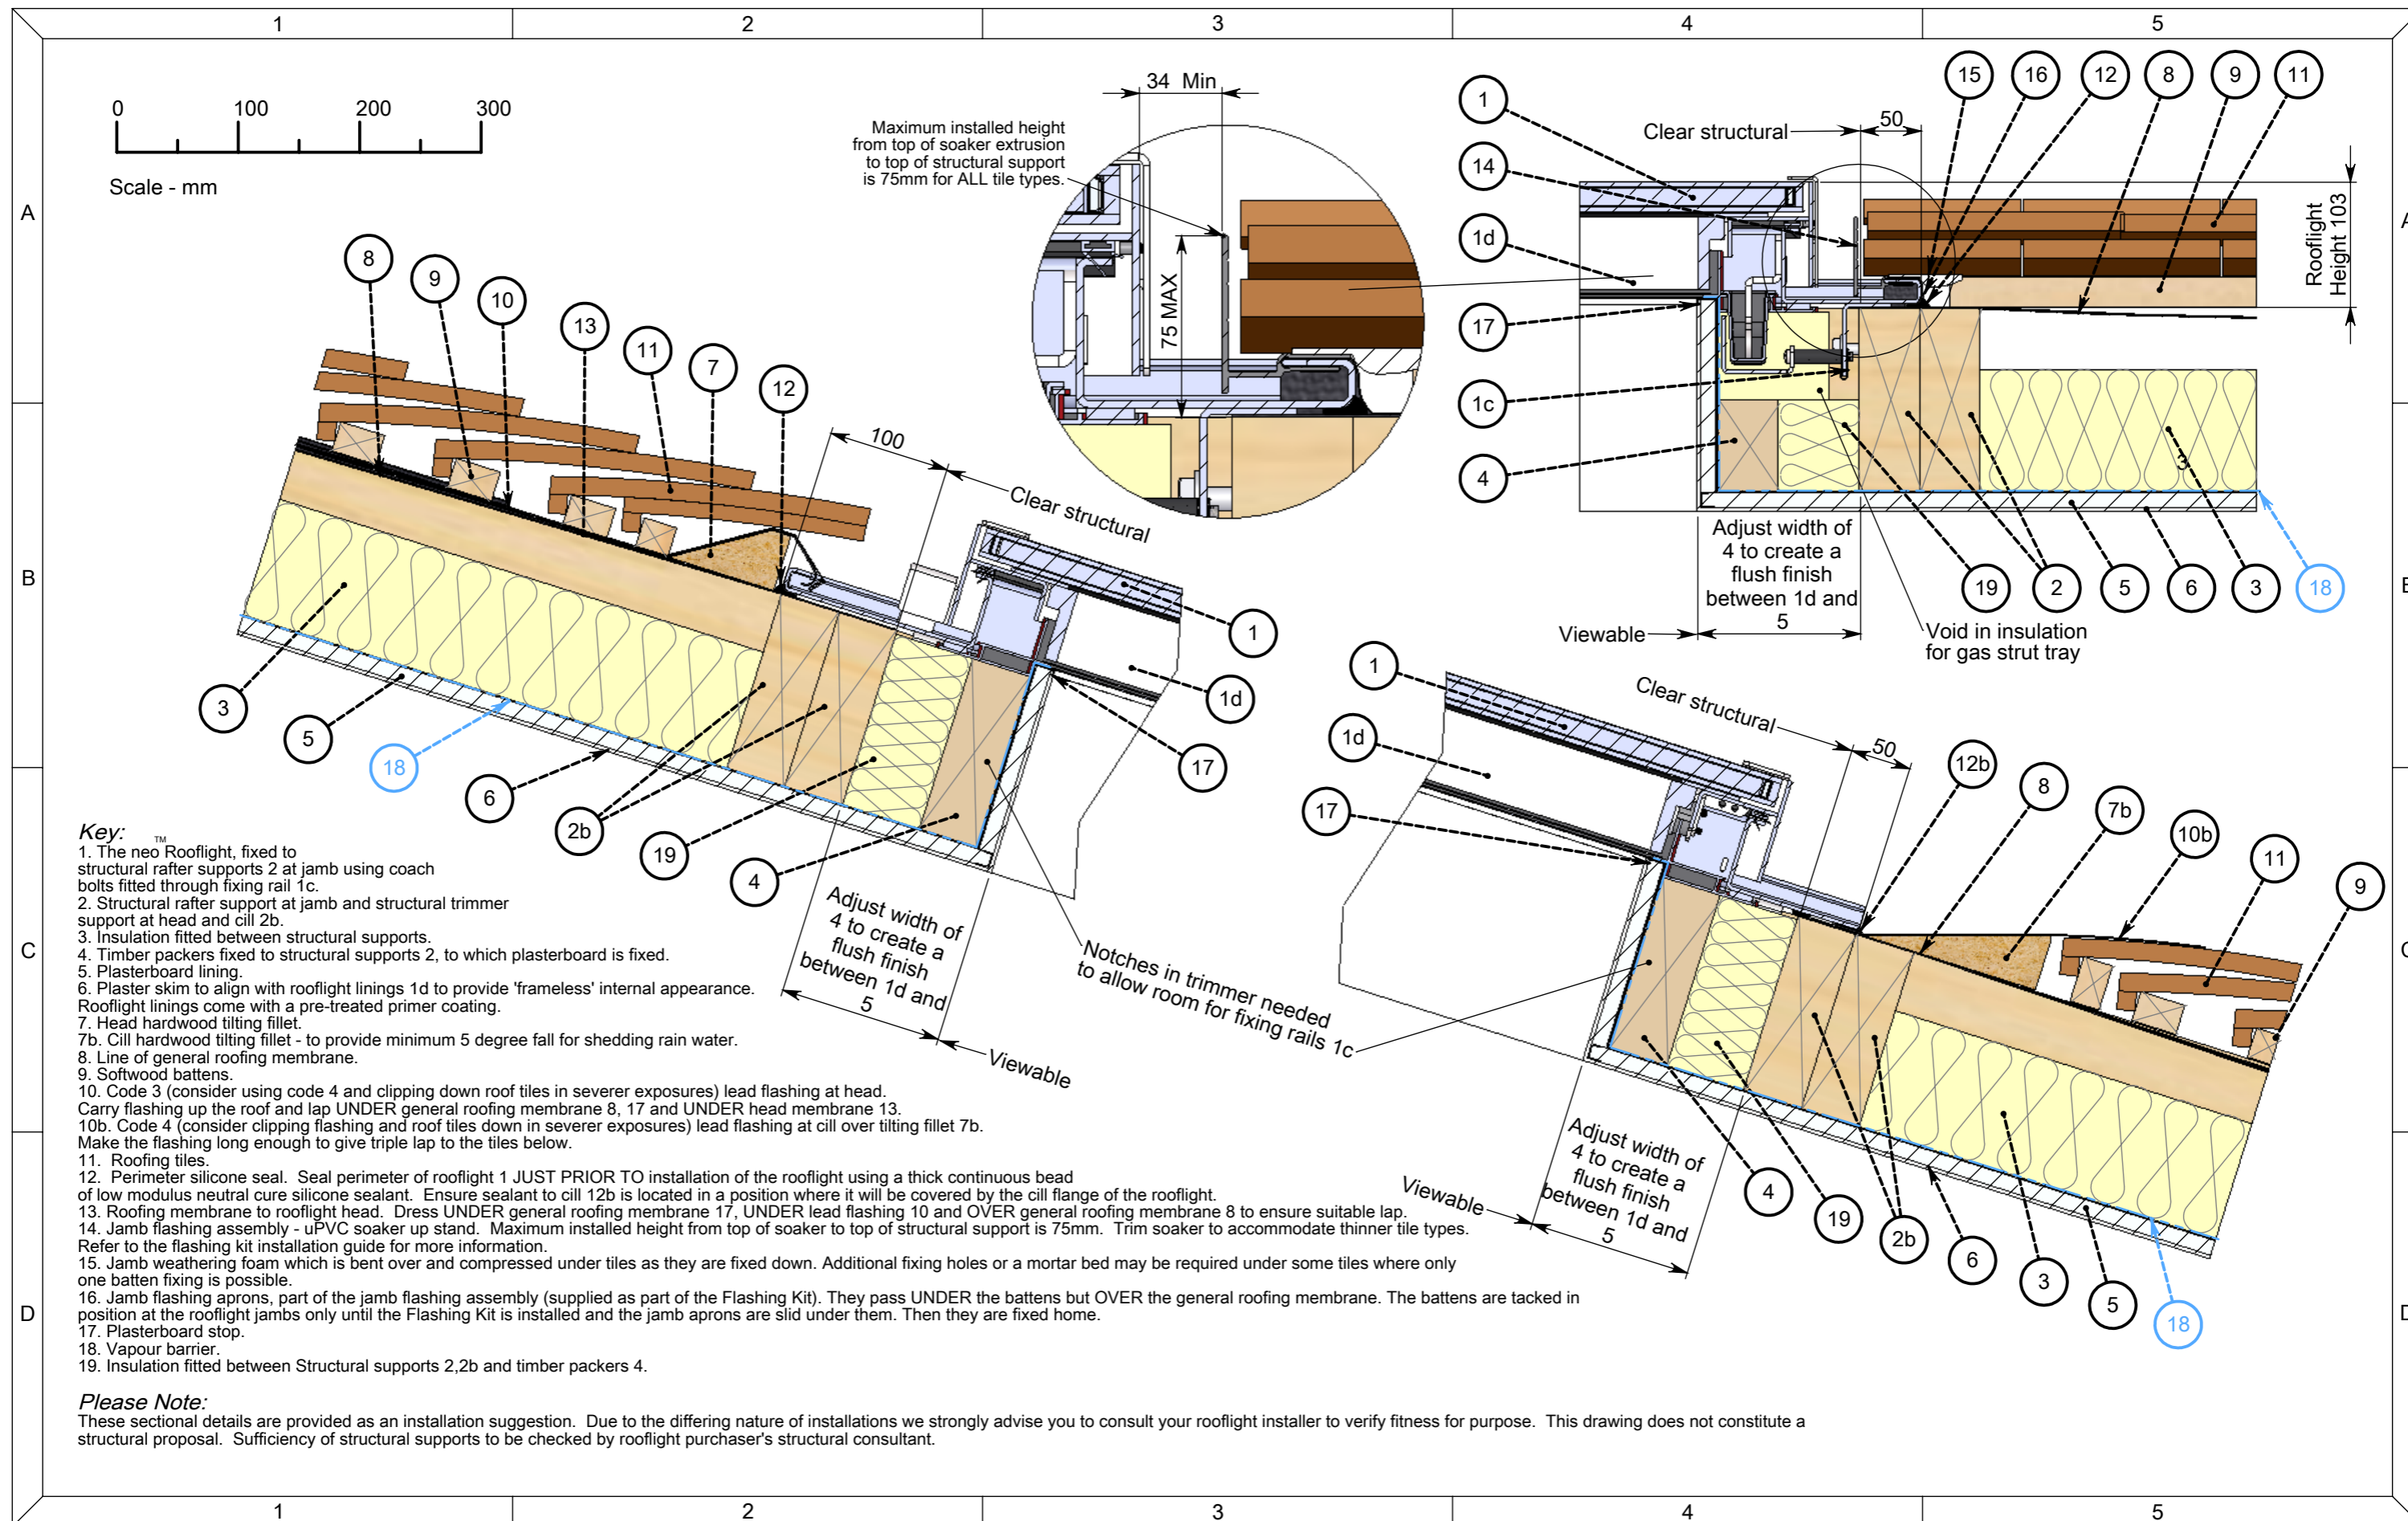 1 2 3 4 5
A
B
C
D
A
B
C
D
0 100 200 300
Scale - mm
34 Min
Maximum installed height
from top of soaker extrusion
to top of structural support
is 75mm for ALL tile types.
75 MAX
1
14
1d
17
1c
4
15
16
12
8
9
11
Clear structural
50
Rooflight
Height 103
3
Adjust width of
4 to create a
flush finish
between 1d and
5
Viewable
Void in insulation
for gas strut tray
19
2
5
6
3
18
8
9
10
13
11
7
12
100
Clear structural
1
1d
17
3
5
18
6
2b
19
4
Adjust width of
4 to create a
flush finish
between 1d and
5
Viewable
Notches in trimmer needed
to allow room for fixing rails 1c
1
1d
17
Clear structural
50
12b
8
7b
10b
11
9
Adjust width of
4 to create a
flush finish
between 1d and
5
Viewable
4
19
2b
6
3
5
18
Key:
1. The neo™ Rooflight, fixed to
structural rafter supports 2 at jamb using coach
bolts fitted through fixing rail 1c.
2. Structural rafter support at jamb and structural trimmer
support at head and cill 2b.
3. Insulation fitted between structural supports.
4. Timber packers fixed to structural supports 2, to which plasterboard is fixed.
5. Plasterboard lining.
6. Plaster skim to align with rooflight linings 1d to provide 'frameless' internal appearance.
Rooflight linings come with a pre-treated primer coating.
7. Head hardwood tilting fillet.
7b. Cill hardwood tilting fillet - to provide minimum 5 degree fall for shedding rain water.
8. Line of general roofing membrane.
9. Softwood battens.
10. Code 3 (consider using code 4 and clipping down roof tiles in severer exposures) lead flashing at head.
Carry flashing up the roof and lap UNDER general roofing membrane 8, 17 and UNDER head membrane 13.
10b. Code 4 (consider clipping flashing and roof tiles down in severer exposures) lead flashing at cill over tilting fillet 7b.
Make the flashing long enough to give triple lap to the tiles below.
11. Roofing tiles.
12. Perimeter silicone seal. Seal perimeter of rooflight 1 JUST PRIOR TO installation of the rooflight using a thick continuous bead
of low modulus neutral cure silicone sealant. Ensure sealant to cill 12b is located in a position where it will be covered by the cill flange of the rooflight.
13. Roofing membrane to rooflight head. Dress UNDER general roofing membrane 17, UNDER lead flashing 10 and OVER general roofing membrane 8 to ensure suitable lap.
14. Jamb flashing assembly - uPVC soaker up stand. Maximum installed height from top of soaker to top of structural support is 75mm. Trim soaker to accommodate thinner tile types.
Refer to the flashing kit installation guide for more information.
15. Jamb weathering foam which is bent over and compressed under tiles as they are fixed down. Additional fixing holes or a mortar bed may be required under some tiles where only
one batten fixing is possible.
16. Jamb flashing aprons, part of the jamb flashing assembly (supplied as part of the Flashing Kit). They pass UNDER the battens but OVER the general roofing membrane. The battens are tacked in
position at the rooflight jambs only until the Flashing Kit is installed and the jamb aprons are slid under them. Then they are fixed home.
17. Plasterboard stop.
18. Vapour barrier.
19. Insulation fitted between Structural supports 2,2b and timber packers 4.
Please Note:
These sectional details are provided as an installation suggestion. Due to the differing nature of installations we strongly advise you to consult your rooflight installer to verify fitness for purpose. This drawing does not constitute a
structural proposal. Sufficiency of structural supports to be checked by rooflight purchaser's structural consultant.
1 2 3 4 5